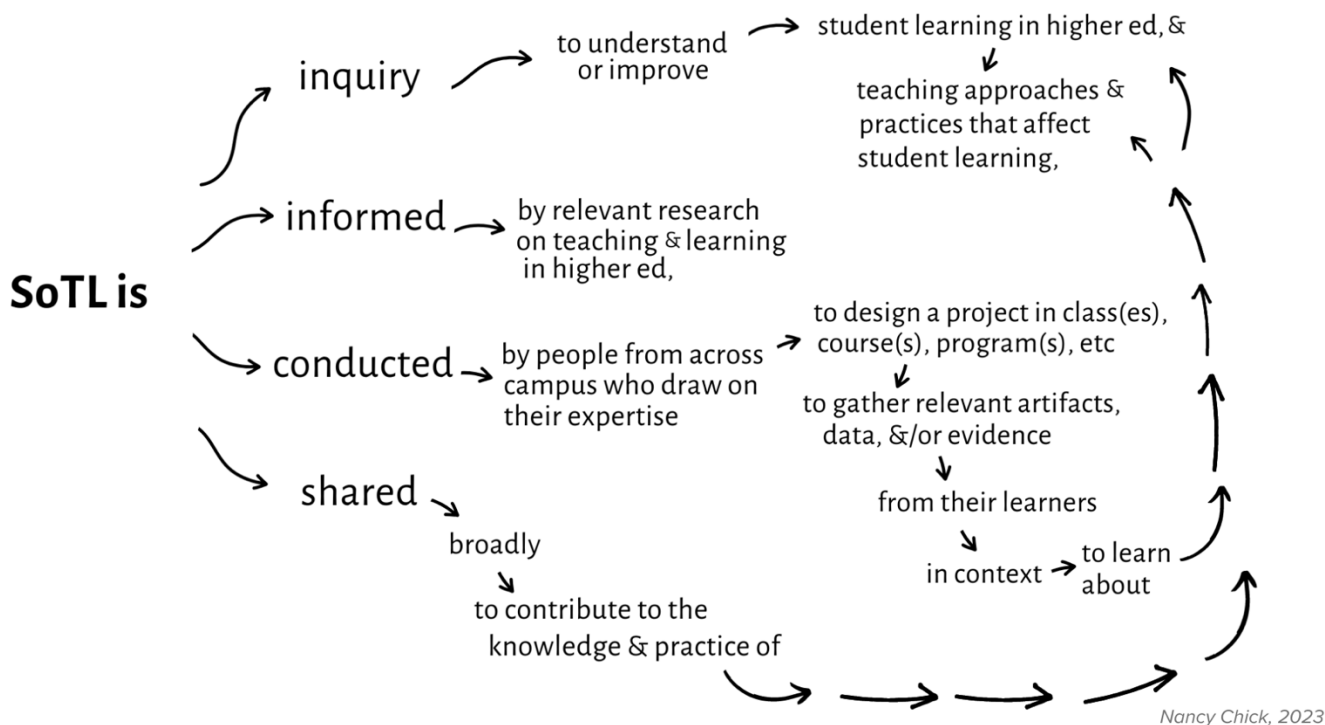 SoTL is
inquiry
to understand
or improve
student learning in higher ed, &
teaching approaches &
practices that affect
student learning,
informed
by relevant research
on teaching & learning
in higher ed,
conducted
by people from across
campus who draw on
their expertise
to design a project in class(es),
course(s), program(s), etc
to gather relevant artifacts,
data, &/or evidence
from their learners
in context
to learn
about
shared
broadly
to contribute to the
knowledge & practice of
Nancy Chick, 2023